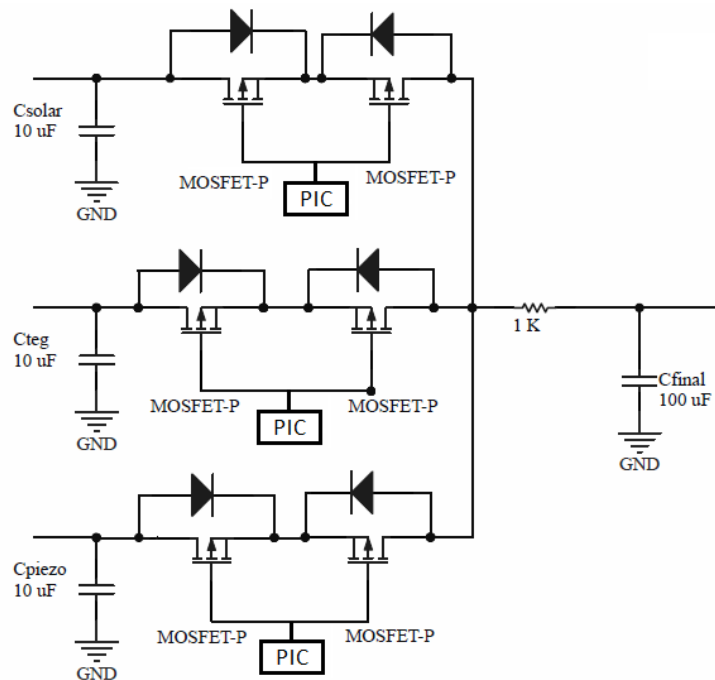 Csolar
10 uF
GND
MOSFET-P
MOSFET-P
PIC
Cteg
10 uF
GND
MOSFET-P
MOSFET-P
PIC
1 K
Cfinal
100 uF
GND
Cpiezo
10 uF
GND
MOSFET-P
MOSFET-P
PIC